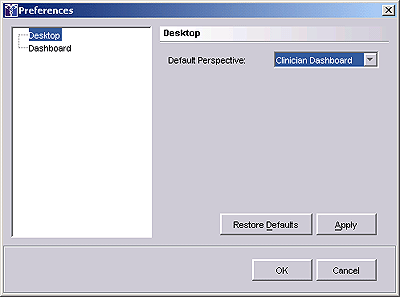 Preferences
Desktop
Dashboard
Desktop
Default Perspective: Clinician Dashboard
Restore Defaults Apply
OK Cancel